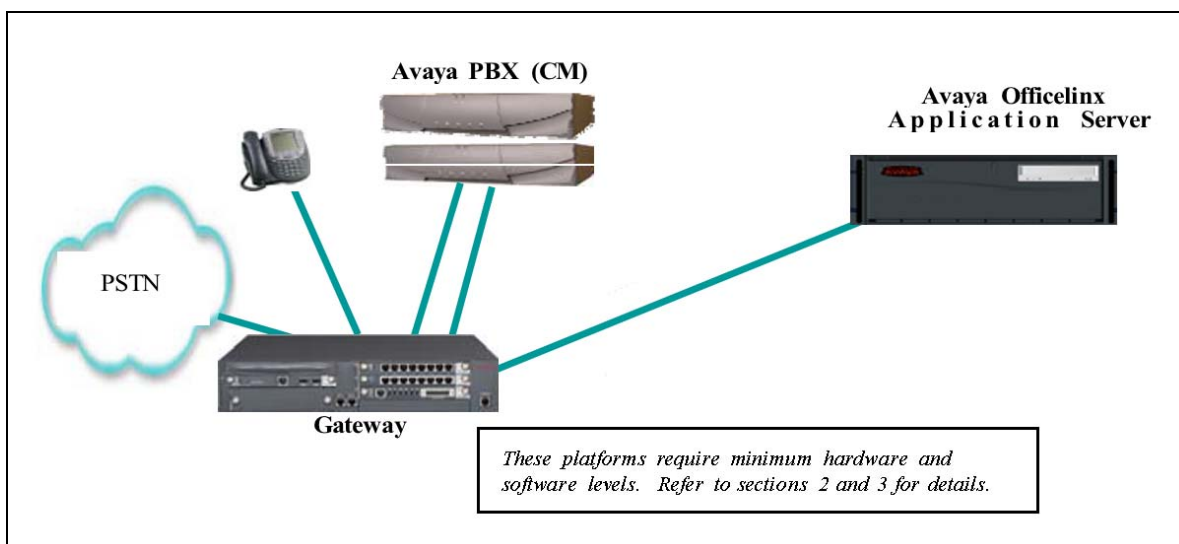 Avaya PBX (CM)
Avaya Officelinx
Application Server
PSTN
Gateway
These platforms require minimum hardware and
software levels. Refer to sections 2 and 3 for details.